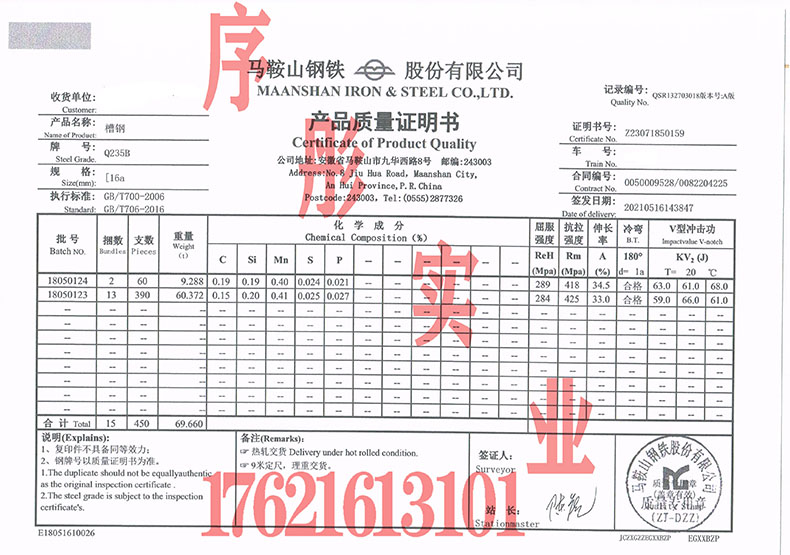 马鞍山钢铁 股份有限公司
MAANSHAN IRON & STEEL CO.,LTD.
产品质量证明书
Certificate of Product Quality
公司地址:安徽省马鞍山市九华西路8号 邮编:243003
Address:No.8 Jiu Hua Road, Maanshan City,
An Hui Province, P.R.China
Postcode:243003, Tel:(0555)2877326
收货单位:
Customer:
产品名称: 槽钢
Name of Product:
牌 号 Q235B
Steel Grade.
规 格 [16a
Size(mm):
执行标准: GB/T700-2006
Standard: GB/T706-2016
记录编号: QSR132703018版本号:A版
Quality No.
证明书号: Z23071850159
Certificate No.
车 号
Train No.
合同编号: 0050009528/0082204225
Contract No.
签发日期: 20210516143847
Date of delivery:
批号 捆数 支数 重量 化 学 成 分 屈服强度 抗拉强度 伸长率 冷弯 V型冲击功
Batch NO. Bundles Pieces Weight (t) Chemical Composition (%) B.T. Impactvalue V-notch
C Si Mn S P -- -- -- -- -- -- -- ReH (MPa) Rm (Mpa) A (%) 180° d= 1a KV₂ (J) T= 20 ℃
18050124 2 60 9.288 0.19 0.19 0.40 0.024 0.021 -- -- -- -- -- -- -- 289 418 34.5 合格 63.0 61.0 68.0
18050123 13 390 60.372 0.15 0.20 0.41 0.025 0.027 -- -- -- -- -- -- -- 284 425 33.0 合格 59.0 66.0 61.0
合 计 Total 15 450 69.660
说明(Explains):
1、复印件不具备同等效力;
2、钢牌号以质量证明书为准。
1.The duplicate should not be equallyauthentic
as the original inspection certificate .
2.The steel grade is subject to the inspection
certificate's.
备注(Remarks):
☞ 热轧交货 Delivery under hot rolled condition.
☞ 9米定尺，理重交货。
签证人:
Surveyor
站 长:
Stationmaster
马鞍山钢铁股份有限公司
(盖章有效)
质量专用章
(ZJ-DZZ)
E18051610026
JCZXGZZEGXXBZP EGXXBZP
序彤实业
17621613101